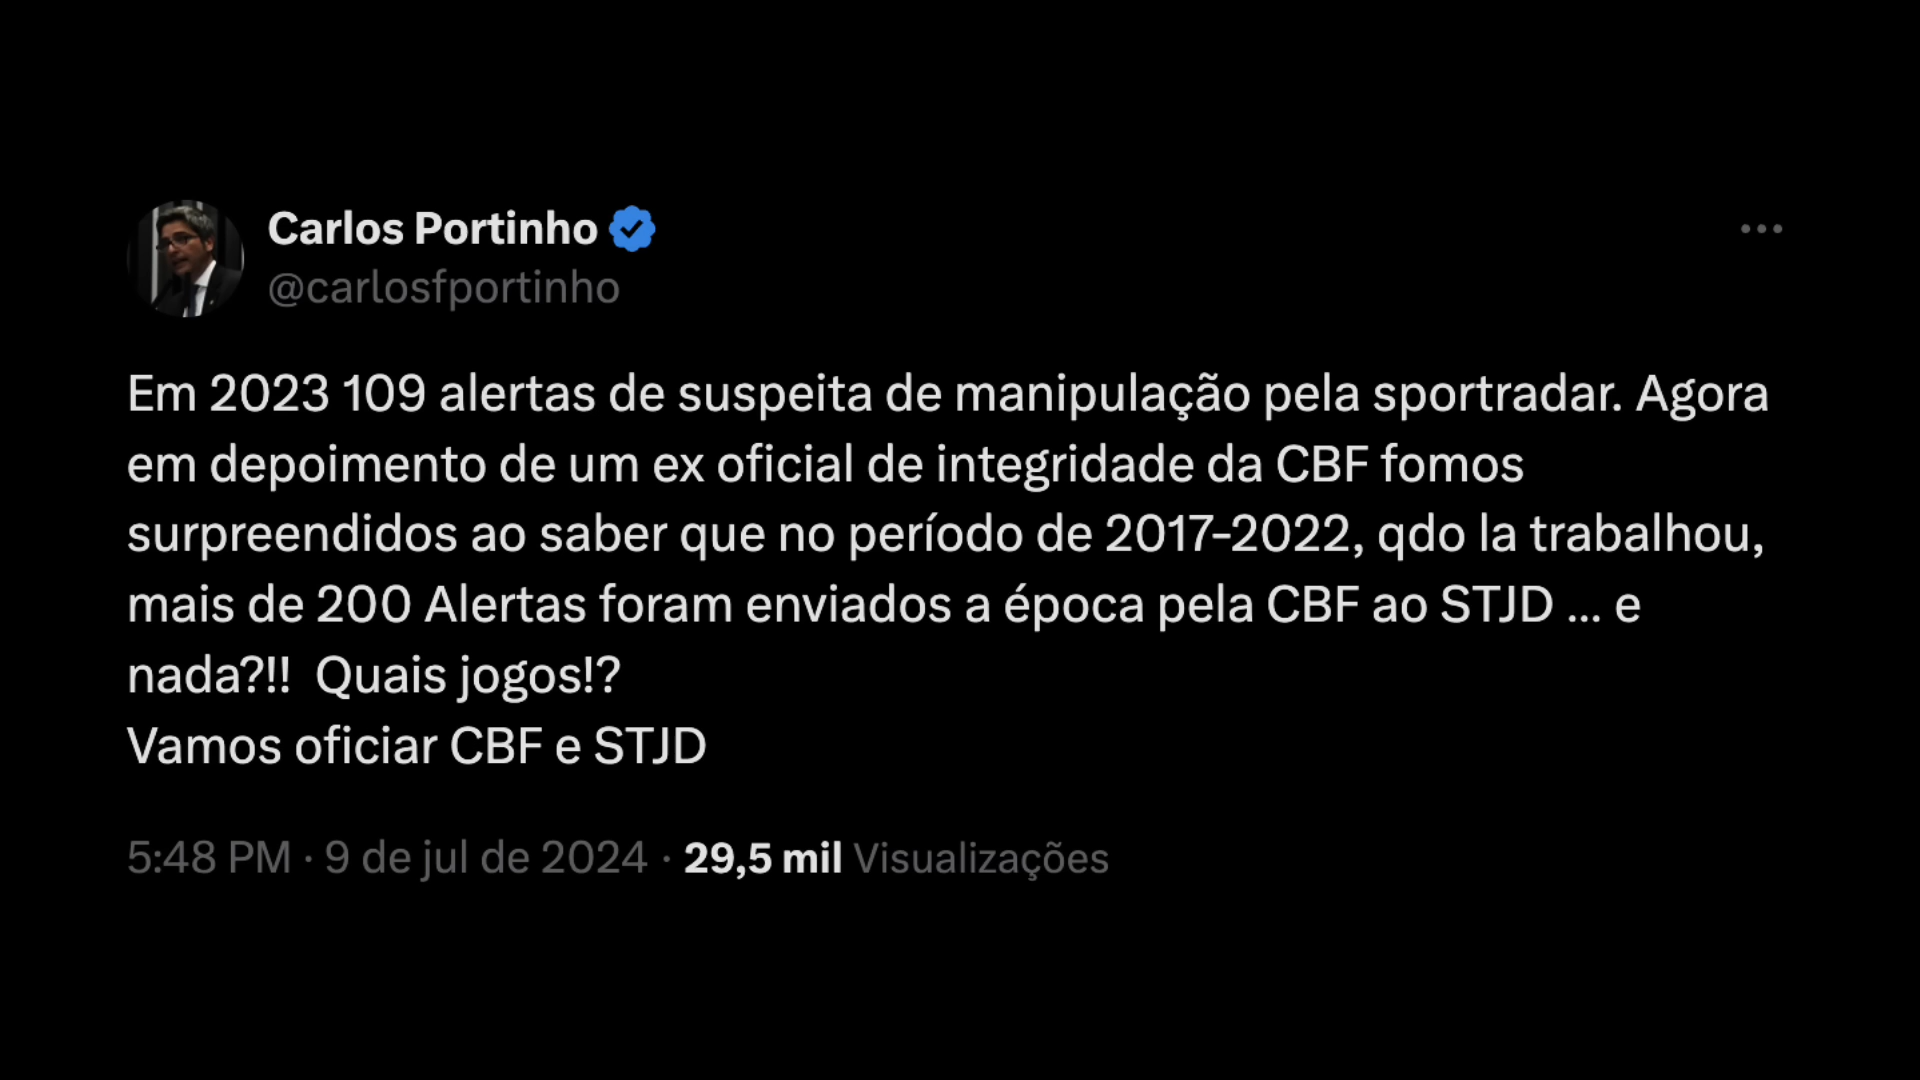 Carlos Portinho
@carlosfportinho
Em 2023 109 alertas de suspeita de manipulação pela sportradar. Agora
em depoimento de um ex oficial de integridade da CBF fomos
surpreendidos ao saber que no período de 2017-2022, qdo la trabalhou,
mais de 200 Alertas foram enviados a época pela CBF ao STJD ... e
nada?!!  Quais jogos!?
Vamos oficiar CBF e STJD
5:48 PM · 9 de jul de 2024 · 29,5 mil Visualizações